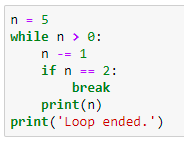 n = 5
while n > 0:
    n -= 1
    if n == 2:
        break
    print(n)
print('Loop ended.')